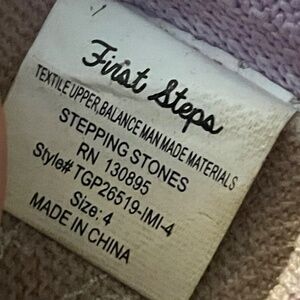 First Steps
TEXTILE UPPER,BALANCE MAN MADE MATERIALS
STEPPING STONES
RN 130895
Style# TGP26519-IMI-4
Size: 4
MADE IN CHINA